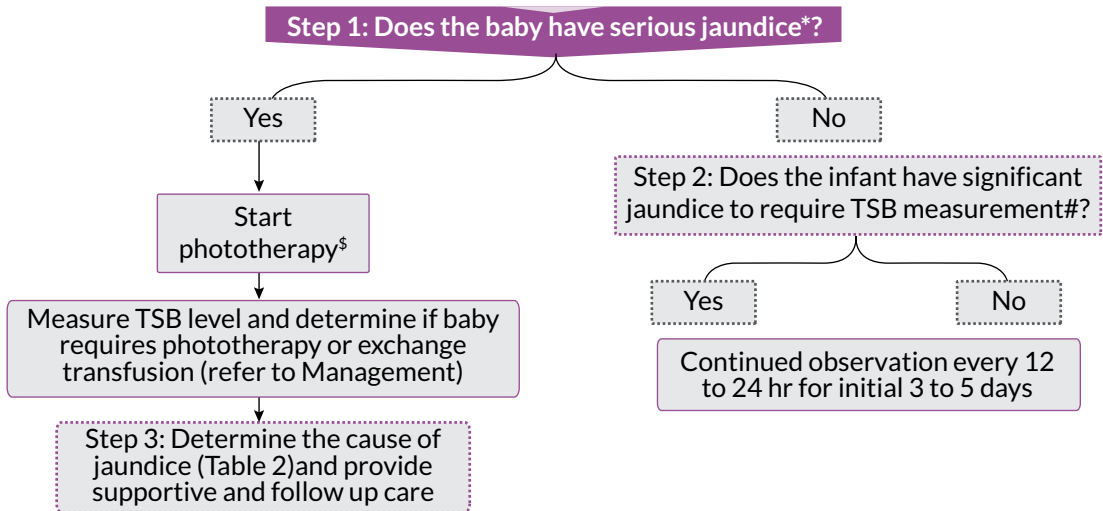 Step 1: Does the baby have serious jaundice*?
Yes
No
Start
phototherapy$
Measure TSB level and determine if baby
requires phototherapy or exchange
transfusion (refer to Management)
Step 3: Determine the cause of
jaundice (Table 2)and provide
supportive and follow up care
Step 2: Does the infant have significant
jaundice to require TSB measurement#?
Yes
No
Continued observation every 12
to 24 hr for initial 3 to 5 days